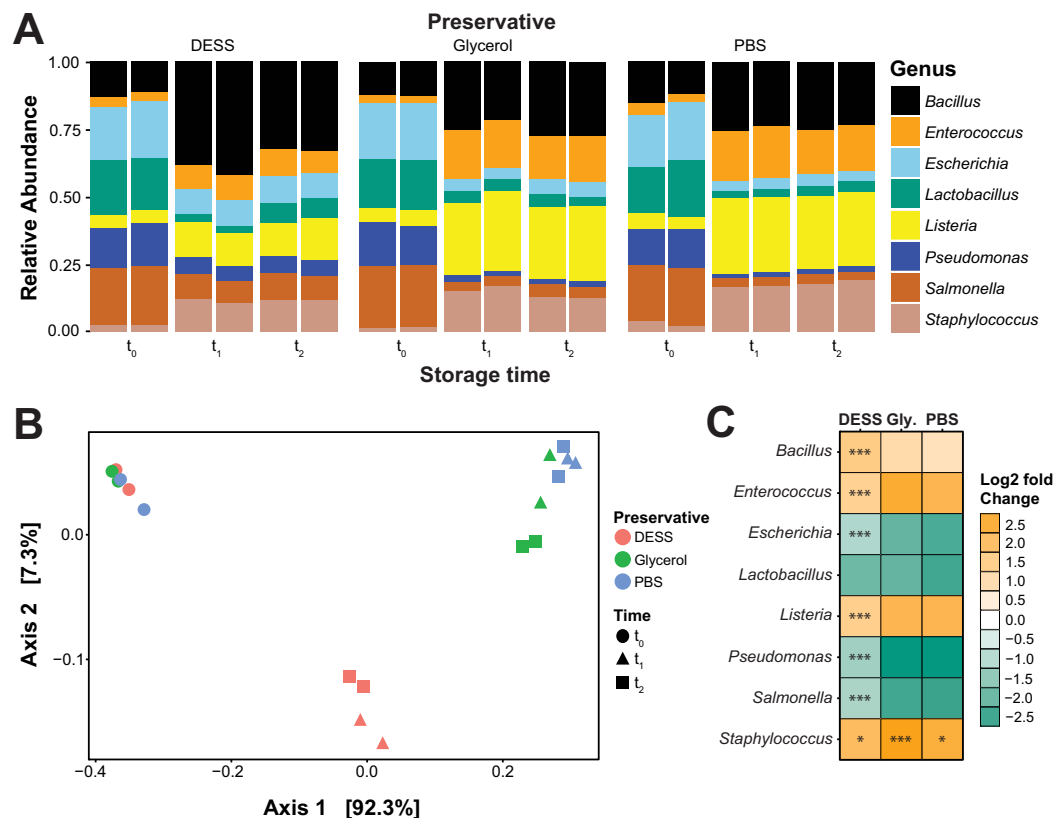 A
Preservative
DESS
Glycerol
PBS
Relative Abundance
1.00
0.75
0.50
0.25
0.00
t0 t1 t2
t0 t1 t2
t0 t1 t2
Storage time
Genus
Bacillus
Enterococcus
Escherichia
Lactobacillus
Listeria
Pseudomonas
Salmonella
Staphylococcus
B
Axis 2 [7.3%]
0.0
−0.1
−0.4 −0.2 0.0 0.2
Axis 1 [92.3%]
Preservative
DESS
Glycerol
PBS
Time
t0
t1
t2
C
DESS Gly. PBS
Bacillus ***
Enterococcus ***
Escherichia ***
Lactobacillus
Listeria ***
Pseudomonas ***
Salmonella ***
Staphylococcus * *** *
Log2 fold
Change
2.5
2.0
1.5
1.0
0.5
0.0
−0.5
−1.0
−1.5
−2.0
−2.5